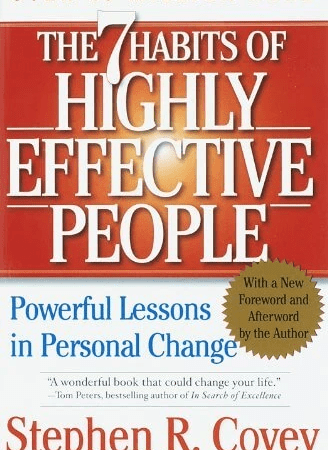 THE 7 HABITS OF
HIGHLY
EFFECTIVE
PEOPLE
With a New
Foreword and
Afterword
by the Author
Powerful Lessons
in Personal Change
"A wonderful book that could change your life."
—Tom Peters, bestselling author of In Search of Excellence
Stephen R. Covey